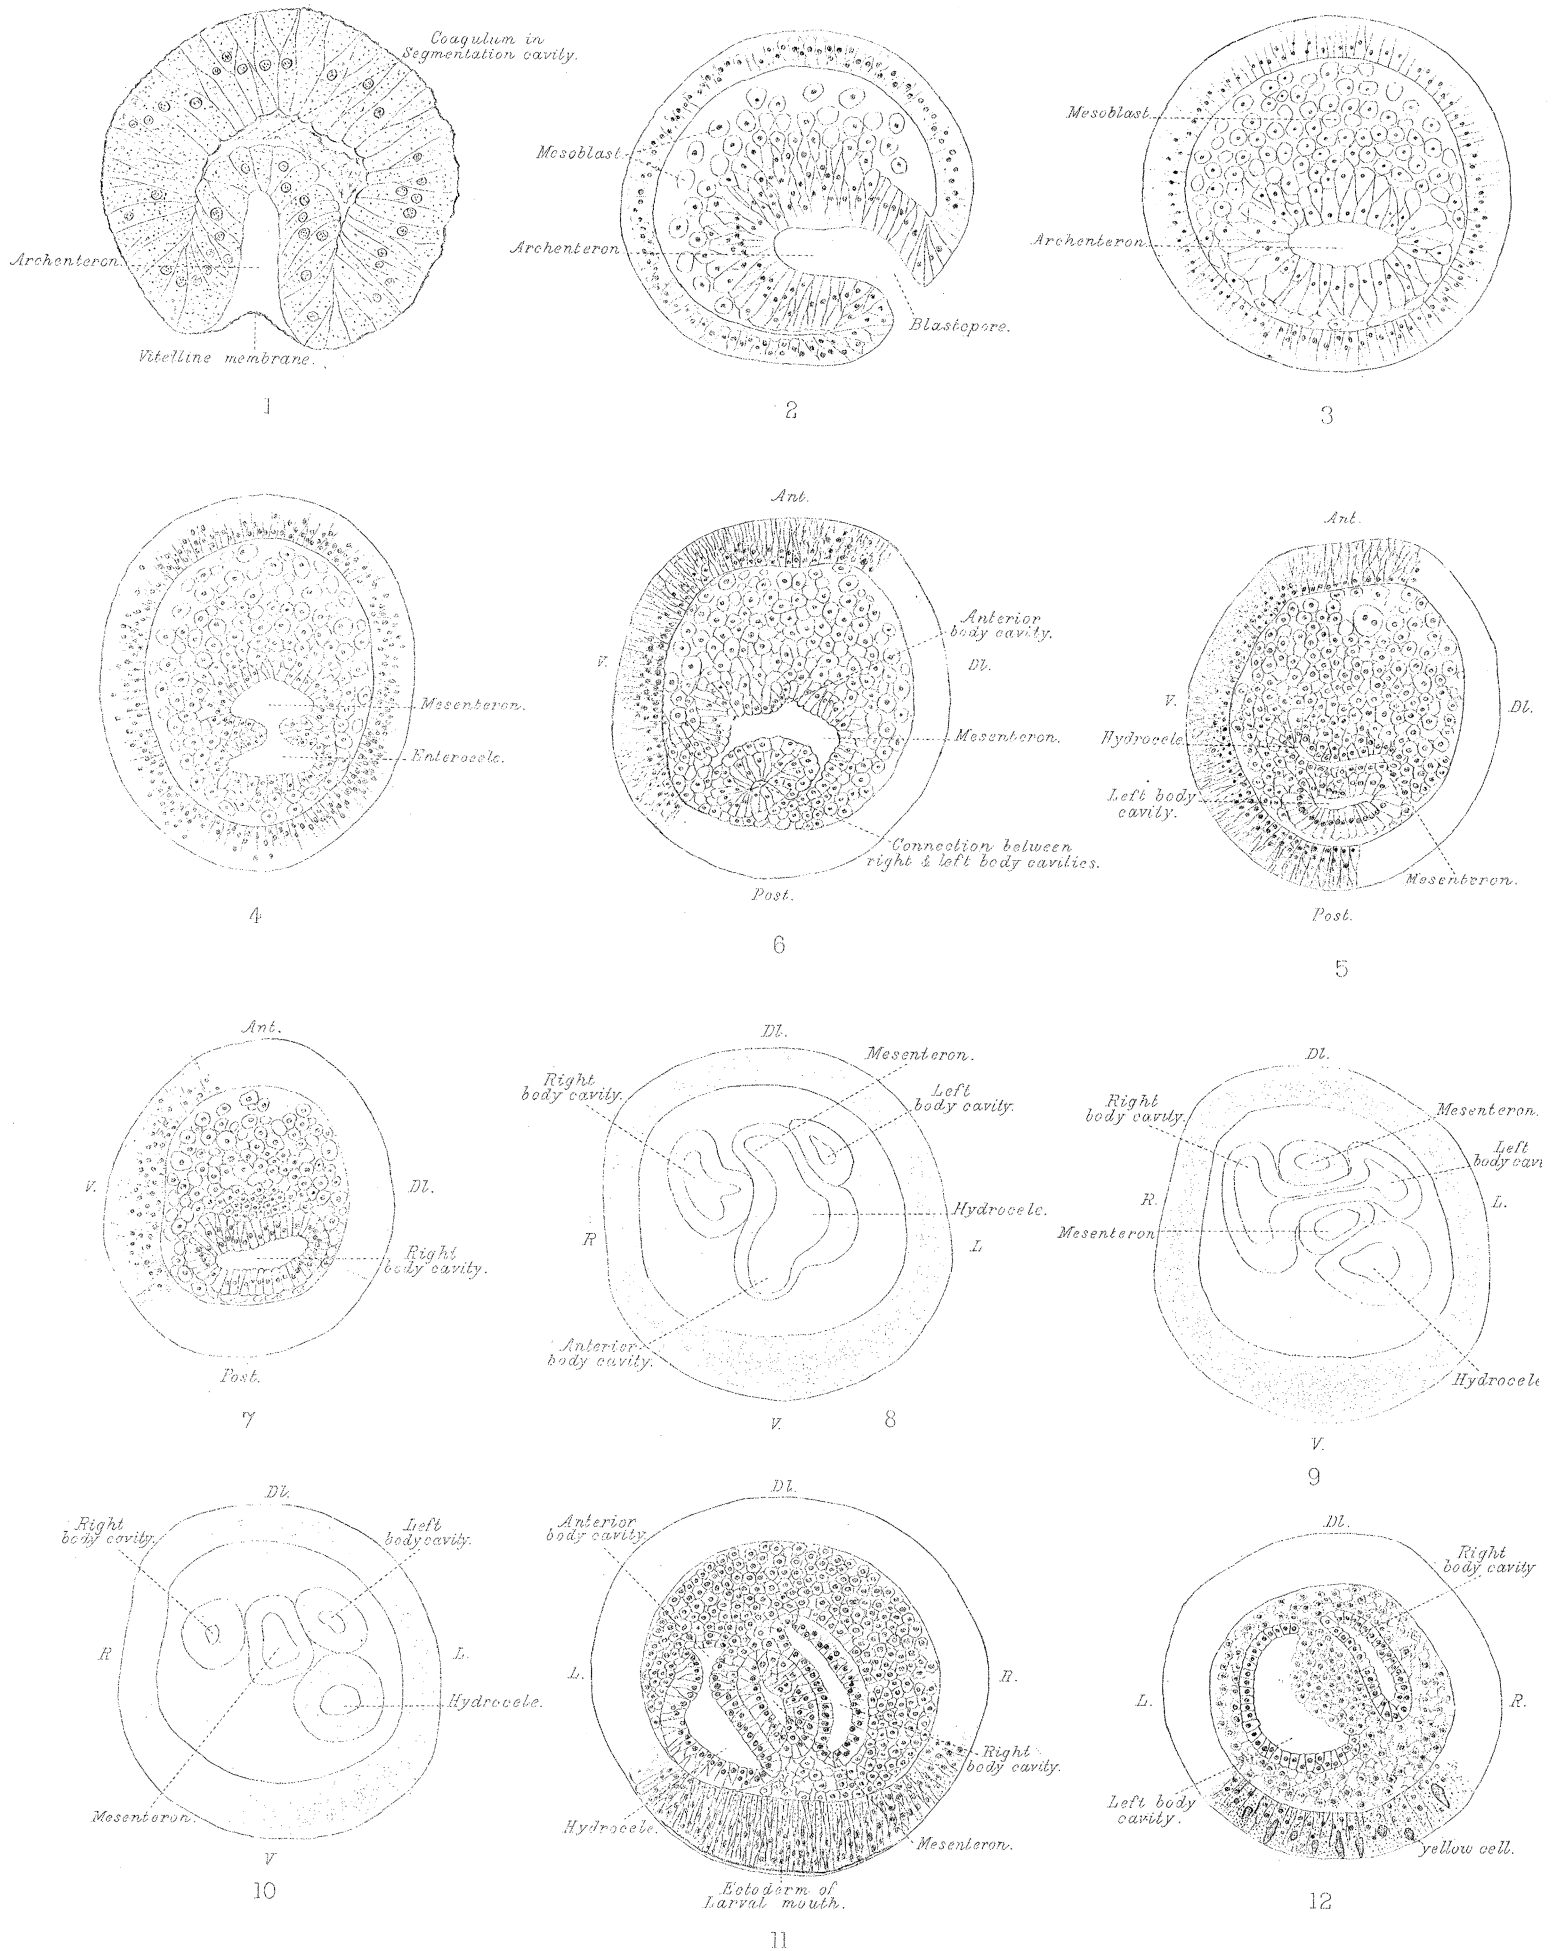 Coagulum in
Segmentation cavity.
Archenteron.
Vitelline membrane.
1
Mesoblast.
Archenteron
Blastopore.
2
Mesoblast
Archenteron
3
Mesenteron.
Enterocele.
4
Ant.
Anterior
body cavity.
V.
Dl.
Mesenteron.
Connection between
right & left body cavities.
Post.
6
Ant.
V.
Dl.
Hydrocele
Left body
cavity.
Mesenteron.
Post.
5
Ant.
V.
Dl.
Right
body cavity.
Post.
7
Dl.
Mesenteron.
Right
body cavity.
Left
body cavity.
Hydrocele.
R
L
Anterior
body cavity.
V.
8
Dl.
Right
body cavity.
Mesenteron.
Left
body cavi
R.
L.
Mesenteron
Hydrocele
V.
9
Dl.
Right
body cavity.
Left
body cavity.
R
L.
Hydrocele.
Mesenteron.
V
10
Dl.
Anterior
body cavity.
L.
R.
Right
body cavity.
Hydrocele.
Mesenteron.
Ectoderm of
Larval mouth.
11
Dl.
Right
body cavity
L.
R.
Left body
cavity.
yellow cell.
12